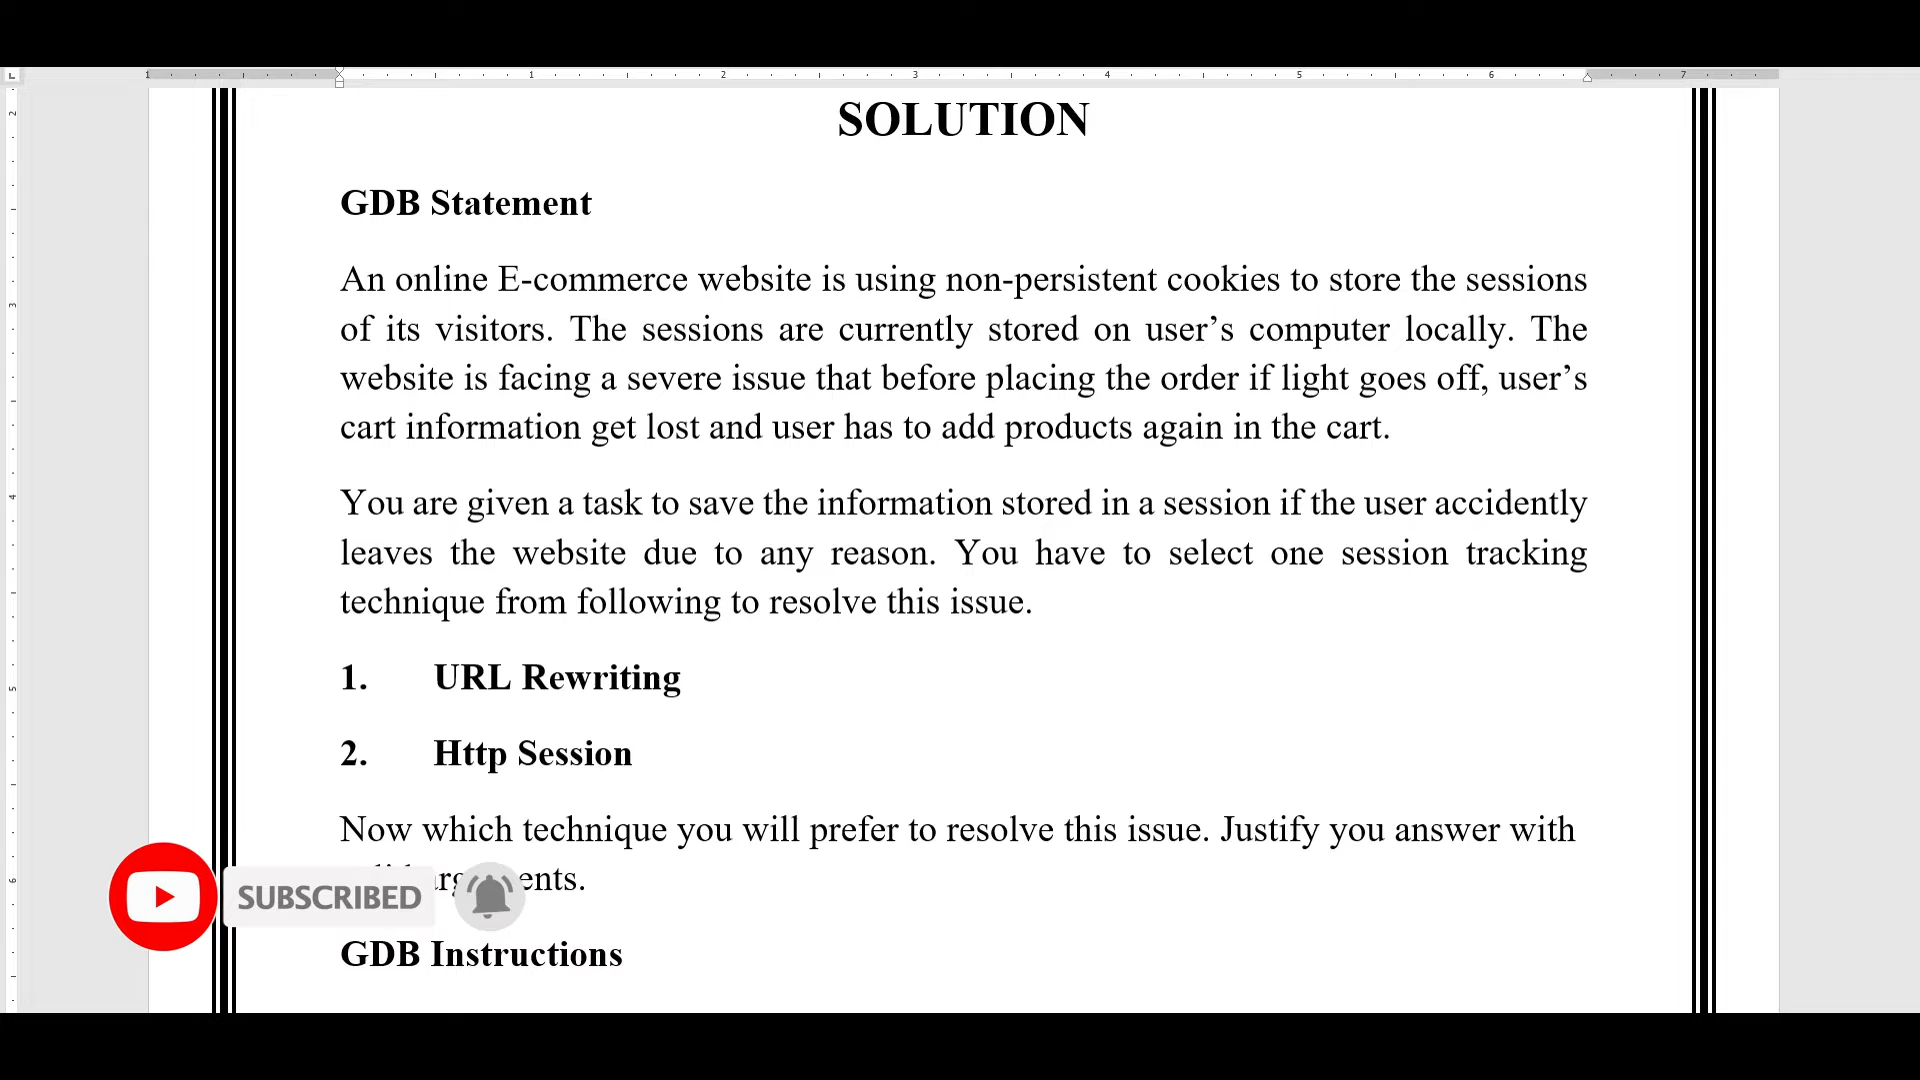 SOLUTION
GDB Statement
An online E-commerce website is using non-persistent cookies to store the sessions
of its visitors. The sessions are currently stored on user’s computer locally. The
website is facing a severe issue that before placing the order if light goes off, user’s
cart information get lost and user has to add products again in the cart.
You are given a task to save the information stored in a session if the user accidently
leaves the website due to any reason. You have to select one session tracking
technique from following to resolve this issue.
1. URL Rewriting
2. Http Session
Now which technique you will prefer to resolve this issue. Justify you answer with
SUBSCRIBED
GDB Instructions